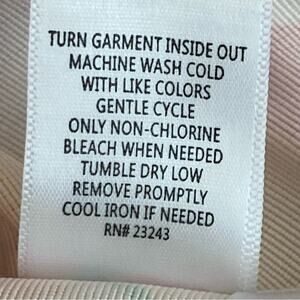 TURN GARMENT INSIDE OUT
MACHINE WASH COLD
WITH LIKE COLORS
GENTLE CYCLE
ONLY NON-CHLORINE
BLEACH WHEN NEEDED
TUMBLE DRY LOW
REMOVE PROMPTLY
COOL IRON IF NEEDED
RN# 23243